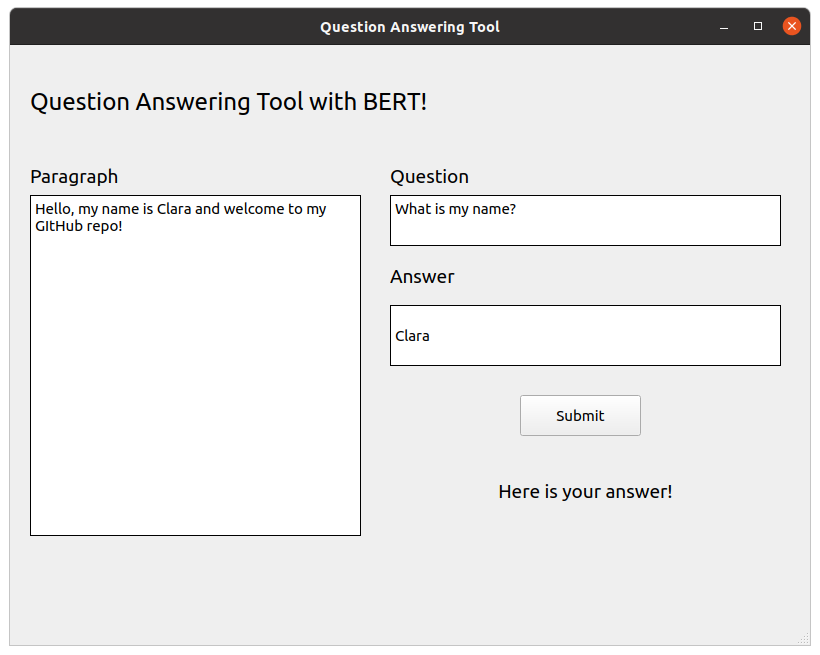 Question Answering Tool
Question Answering Tool with BERT!
Paragraph
Hello, my name is Clara and welcome to my
GItHub repo!
Question
What is my name?
Answer
Clara
Submit
Here is your answer!